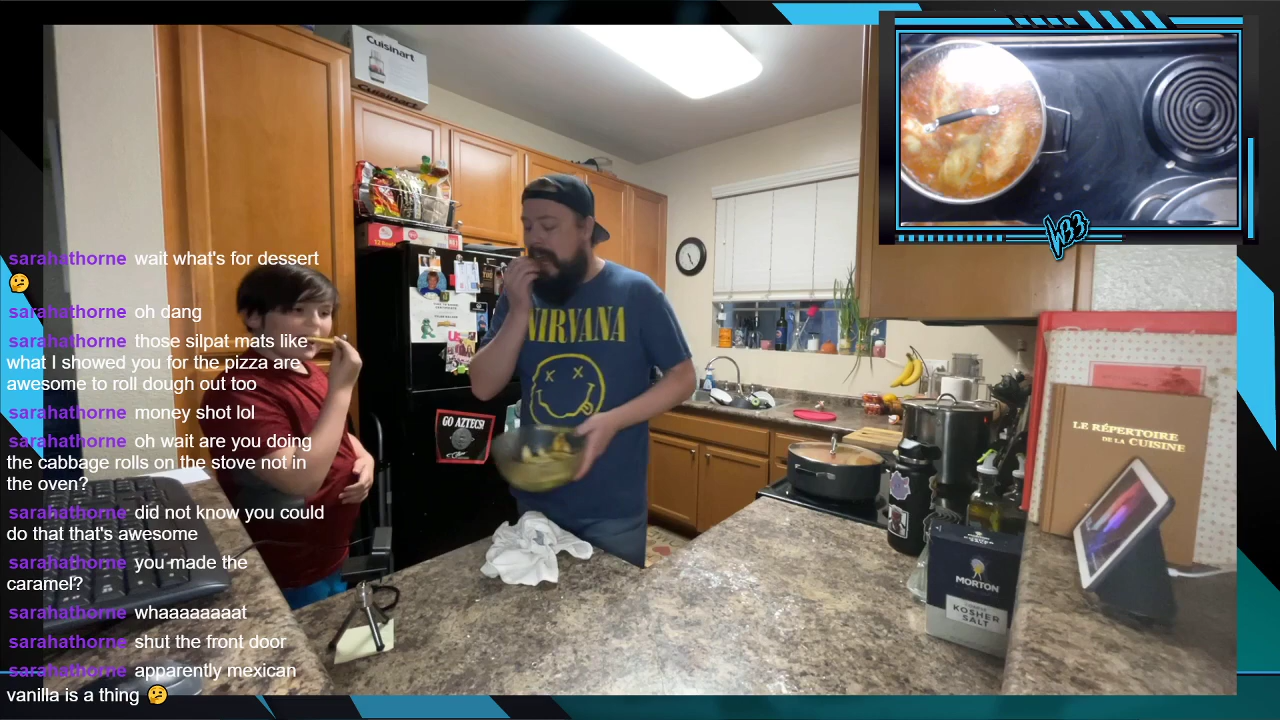 Cuisinart
Cuisinart
sarahathorne wait what's for dessert
🤔
sarahathorne oh dang
sarahathorne those silpat mats like
what I showed you for the pizza are
awesome to roll dough out too
sarahathorne money shot lol
sarahathorne oh wait are you doing
the cabbage rolls on the stove not in
the oven?
sarahathorne did not know you could
do that that's awesome
sarahathorne you made the
caramel?
sarahathorne whaaaaaaaat
sarahathorne shut the front door
sarahathorne apparently mexican
vanilla is a thing 🤔
NIRVANA
GO AZTECS!
LE RÉPERTOIRE
DE LA CUISINE
MORTON
KOSHER
SALT